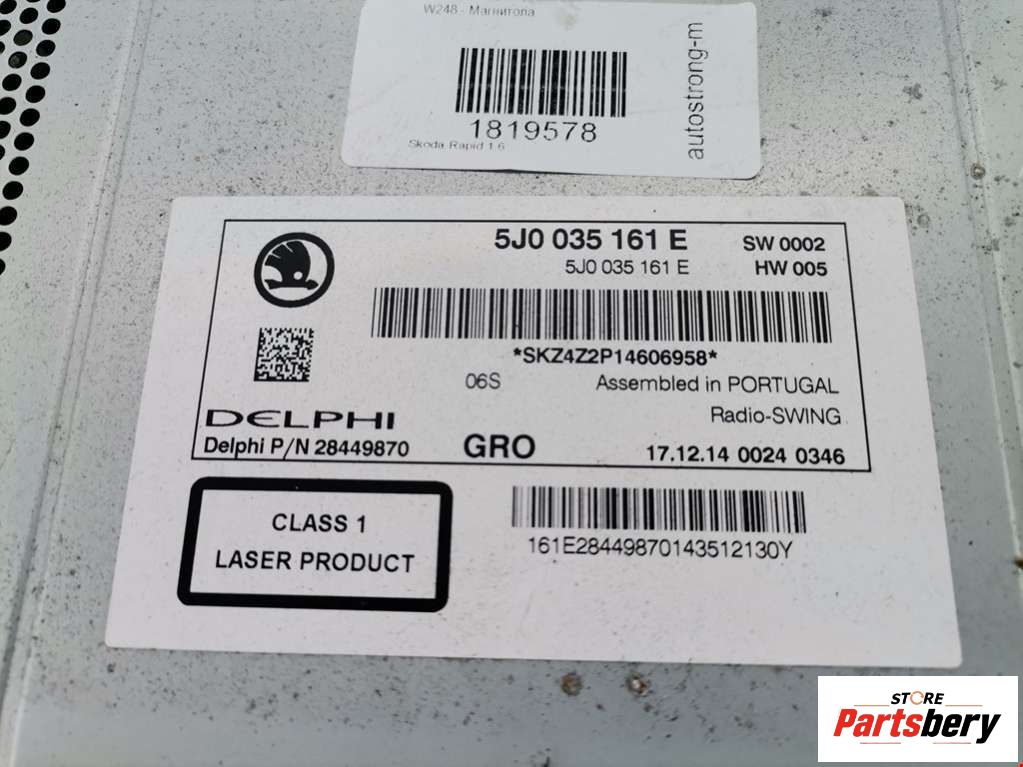 W248 - Магнитола
1819578
Skoda Rapid 1.6
autostrong-m
5J0 035 161 E SW 0002
5J0 035 161 E HW 005
*SKZ4Z2P14606958*
06S Assembled in PORTUGAL
DELPHI Radio-SWING
Delphi P/N 28449870 GRO 17.12.14 0024 0346
CLASS 1
LASER PRODUCT
161E28449870143512130Y
STORE
Partsbery